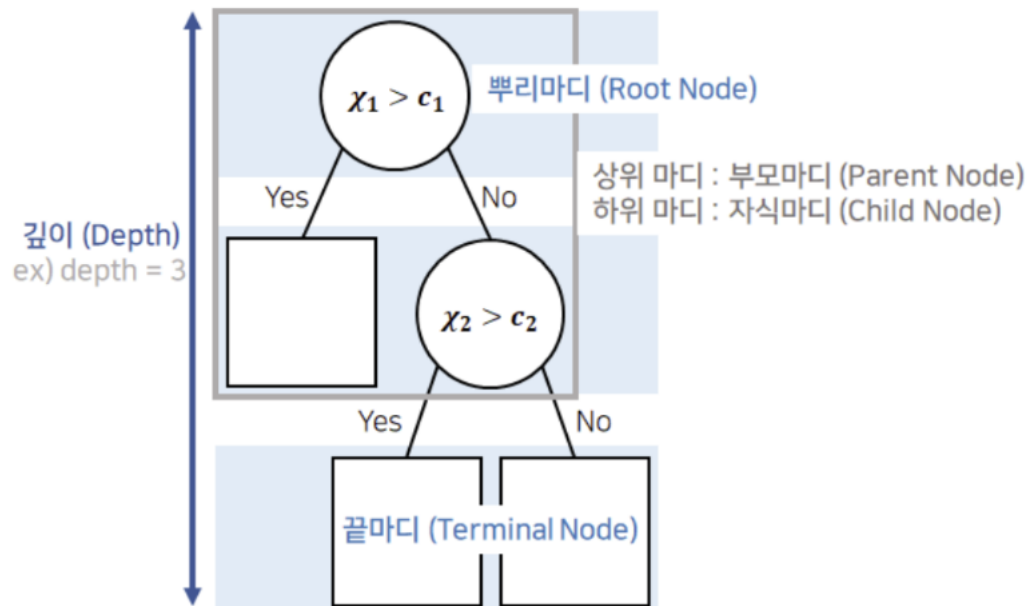 χ₁ > c₁
뿌리마디 (Root Node)
상위 마디 : 부모마디 (Parent Node)
하위 마디 : 자식마디 (Child Node)
Yes
No
깊이 (Depth)
ex) depth = 3
χ₂ > c₂
Yes
No
끝마디 (Terminal Node)